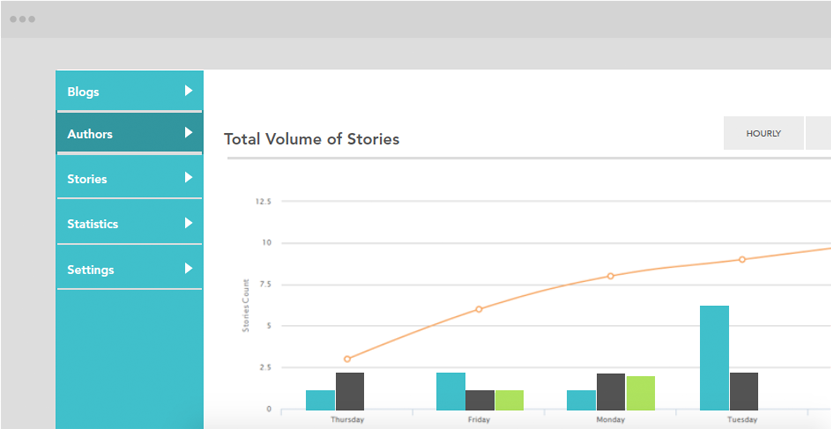 Blogs
Authors
Stories
Statistics
Settings
Total Volume of Stories
HOURLY
12.5
10
7.5
5
2.5
0
Stories Count
Thursday
Friday
Monday
Tuesday